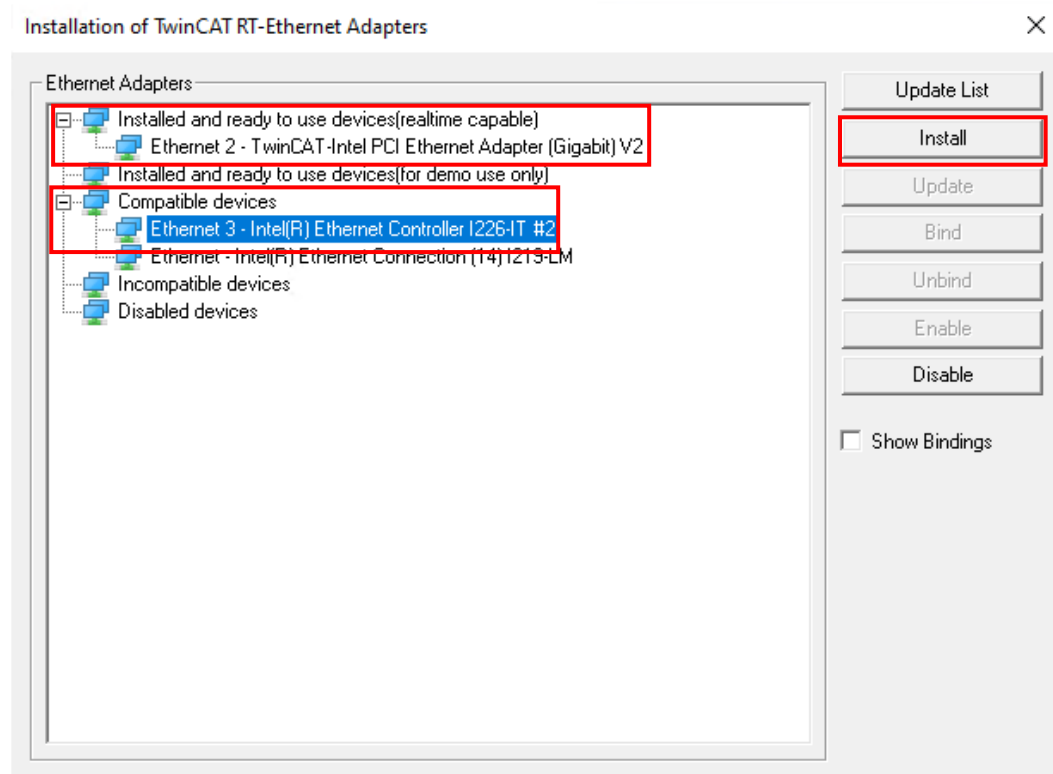 Installation of TwinCAT RT-Ethernet Adapters
Ethernet Adapters
Installed and ready to use devices(realtime capable)
Ethernet 2 - TwinCAT-Intel PCI Ethernet Adapter (Gigabit) V2
Installed and ready to use devices(for demo use only)
Compatible devices
Ethernet 3 - Intel(R) Ethernet Controller I226-IT #2
Ethernet - Intel(R) Ethernet Connection (14) I219-LM
Incompatible devices
Disabled devices
Update List
Install
Update
Bind
Unbind
Enable
Disable
Show Bindings